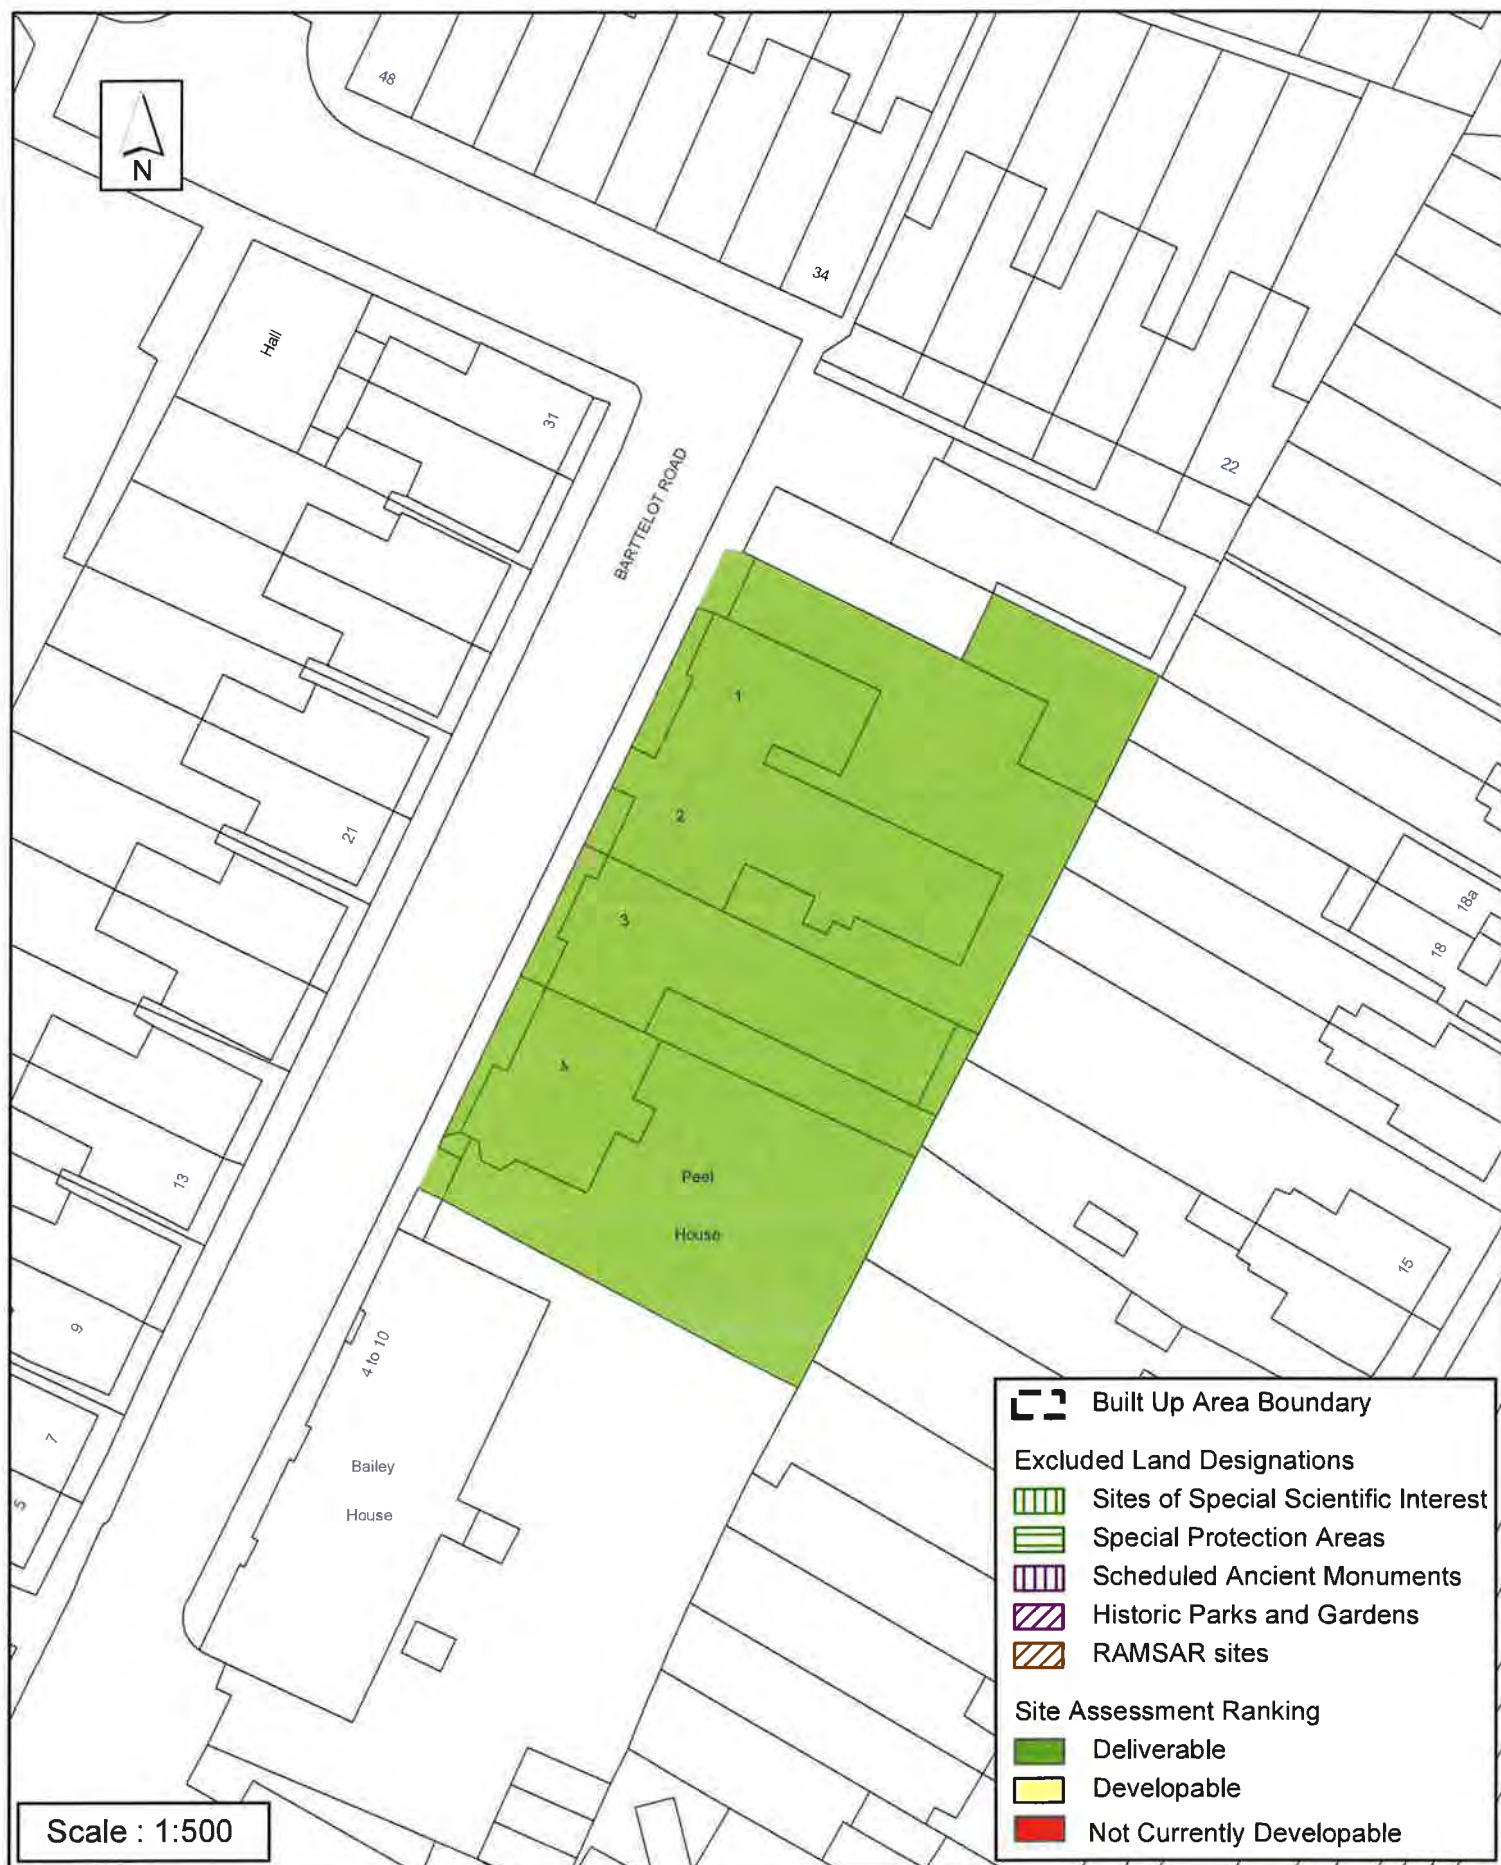 48
N
34
Hall
31
22
BARTTELOT ROAD
1
2
21
3
18a
18
4
Peel
House
13
15
9
4 to 10
7
Bailey
House
5
Built Up Area Boundary
Excluded Land Designations
Sites of Special Scientific Interest
Special Protection Areas
Scheduled Ancient Monuments
Historic Parks and Gardens
RAMSAR sites
Site Assessment Ranking
Deliverable
Developable
Not Currently Developable
Scale : 1:500